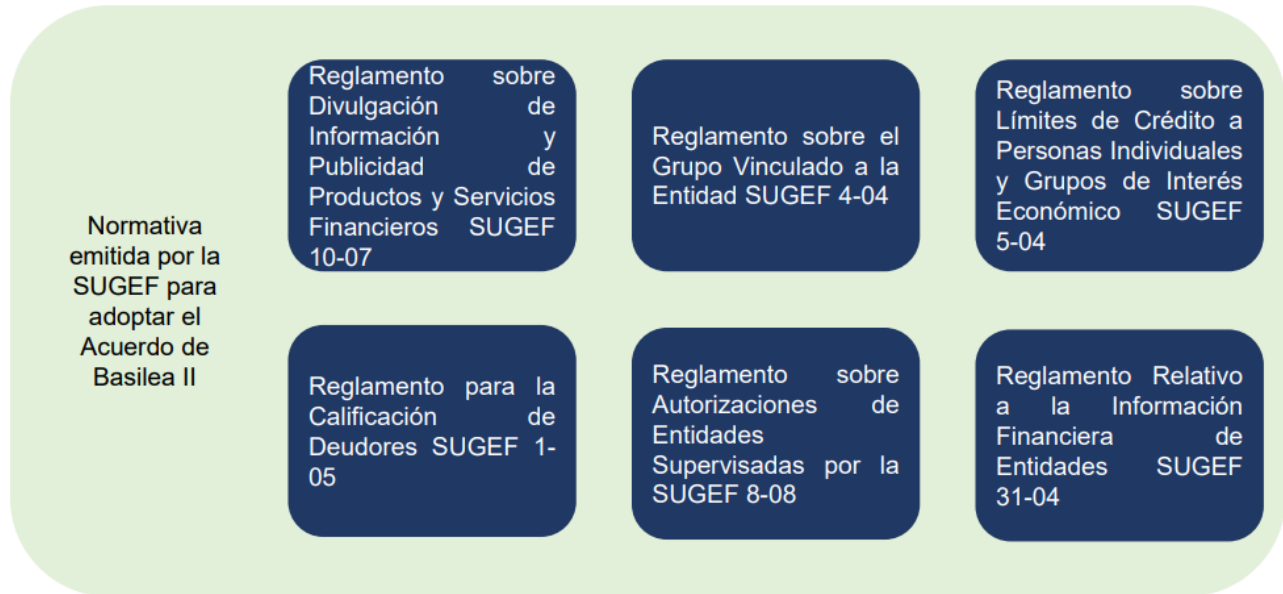 Normativa
emitida por la
SUGEF para
adoptar el
Acuerdo de
Basilea II
Reglamento sobre
Divulgación de
Información y
Publicidad de
Productos y Servicios
Financieros SUGEF
10-07
Reglamento sobre el
Grupo Vinculado a la
Entidad SUGEF 4-04
Reglamento sobre
Límites de Crédito a
Personas Individuales
y Grupos de Interés
Económico SUGEF
5-04
Reglamento para la
Calificación de
Deudores SUGEF 1-
05
Reglamento sobre
Autorizaciones de
Entidades
Supervisadas por la
SUGEF 8-08
Reglamento Relativo
a la Información
Financiera de
Entidades SUGEF
31-04